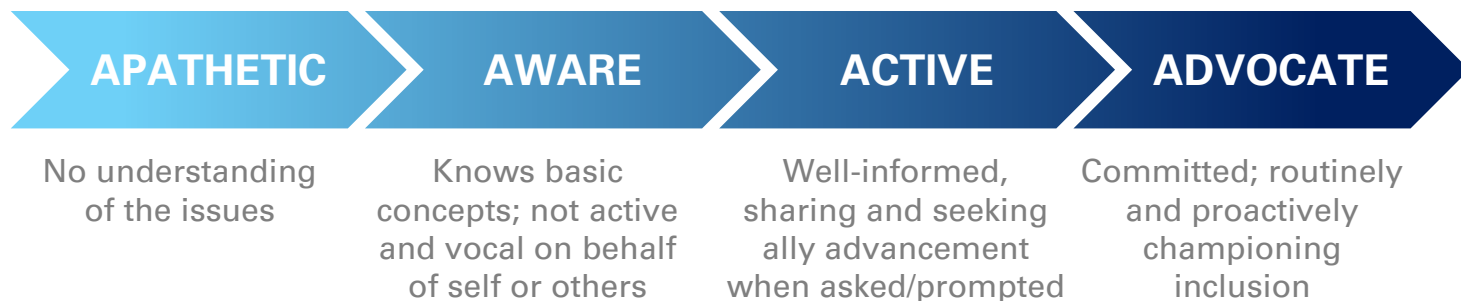 APATHETIC
No understanding
of the issues
AWARE
Knows basic
concepts; not active
and vocal on behalf
of self or others
ACTIVE
Well-informed,
sharing and seeking
ally advancement
when asked/prompted
ADVOCATE
Committed; routinely
and proactively
championing
inclusion